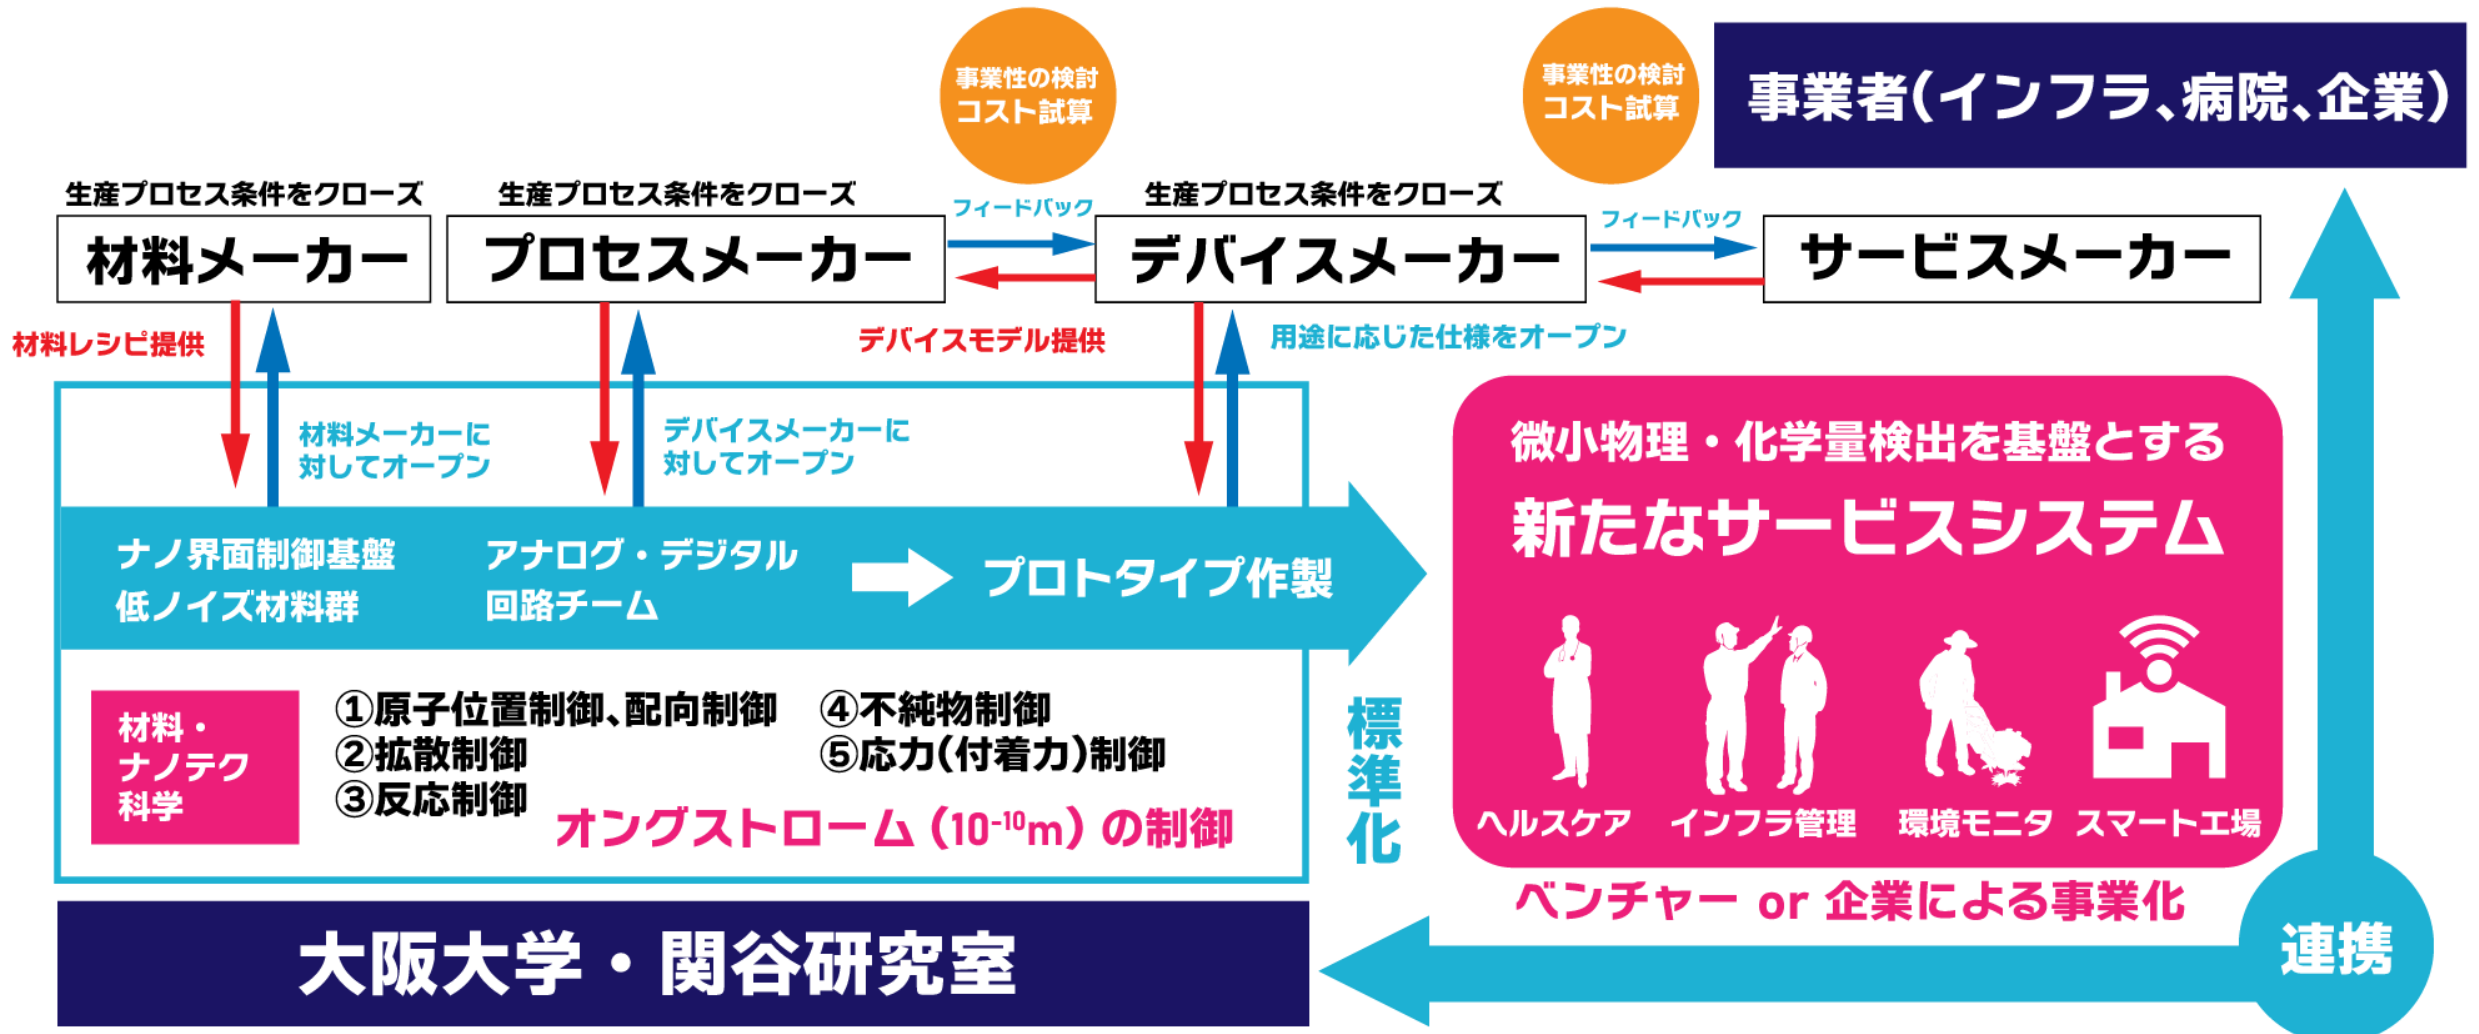 事業性の検討
コスト試算
事業性の検討
コスト試算
事業者(インフラ、病院、企業)
生産プロセス条件をクローズ
生産プロセス条件をクローズ
生産プロセス条件をクローズ
材料メーカー
プロセスメーカー
フィードバック
デバイスメーカー
フィードバック
サービスメーカー
材料レシピ提供
デバイスモデル提供
用途に応じた仕様をオープン
材料メーカーに
対してオープン
デバイスメーカーに
対してオープン
ナノ界面制御基盤
低ノイズ材料群
アナログ・デジタル
回路チーム
プロトタイプ作製
微小物理・化学量検出を基盤とする
新たなサービスシステム
ヘルスケア
インフラ管理
環境モニタ
スマート工場
材料・
ナノテク
科学
①原子位置制御、配向制御
②拡散制御
③反応制御
④不純物制御
⑤応力(付着力)制御
オングストローム(10⁻¹⁰m)の制御
標準化
ベンチャー or 企業による事業化
大阪大学・関谷研究室
連携